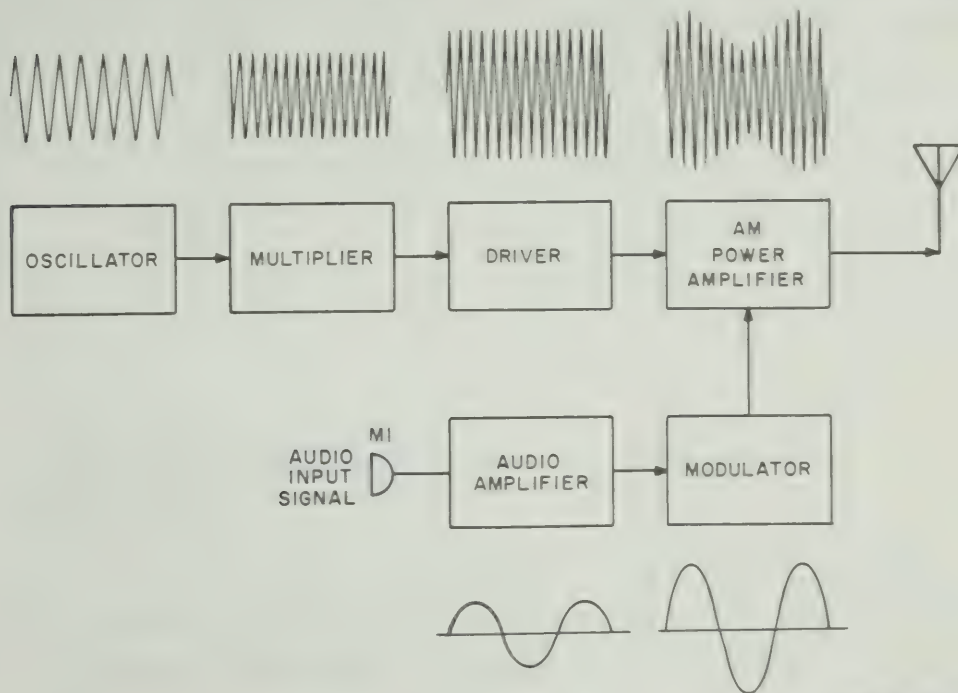 OSCILLATOR
MULTIPLIER
DRIVER
AM
POWER
AMPLIFIER
MI
AUDIO
INPUT
SIGNAL
AUDIO
AMPLIFIER
MODULATOR